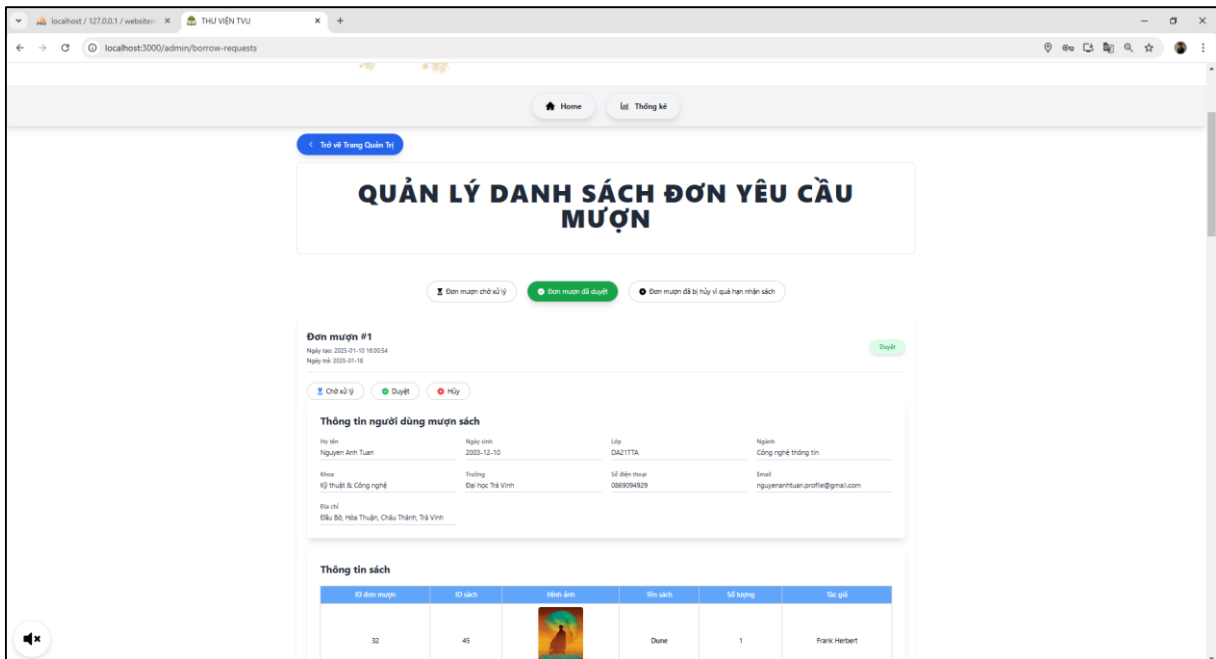 localhost / 127.0.0.1 / websitem
THƯ VIỆN TVU
localhost:3000/admin/borrow-requests
Home
Thống kê
Trở về Trang Quản Trị
QUẢN LÝ DANH SÁCH ĐƠN YÊU CẦU
MƯỢN
Đơn mượn chờ xử lý
Đơn mượn đã duyệt
Đơn mượn đã bị hủy vì quá hạn nhận sách
Đơn mượn #1
Ngày tạo: 2025-01-10 18:00:54
Ngày trả: 2025-01-18
Duyệt
Chờ xử lý
Duyệt
Hủy
Thông tin người dùng mượn sách
Họ tên Ngày sinh Lớp Ngành
Nguyen Anh Tuan 2003-12-10 DA21TTA Công nghệ thông tin
Khoa Trường Số điện thoại Email
Kỹ thuật & Công nghệ Đại học Trà Vinh 0869094929 nguyenanhtuan.profile@gmail.com
Địa chỉ
Đầu Bờ, Hòa Thuận, Châu Thành, Trà Vinh
Thông tin sách
ID đơn mượn ID sách Hình ảnh Tên sách Số lượng Tác giả
32 45 Dune 1 Frank Herbert